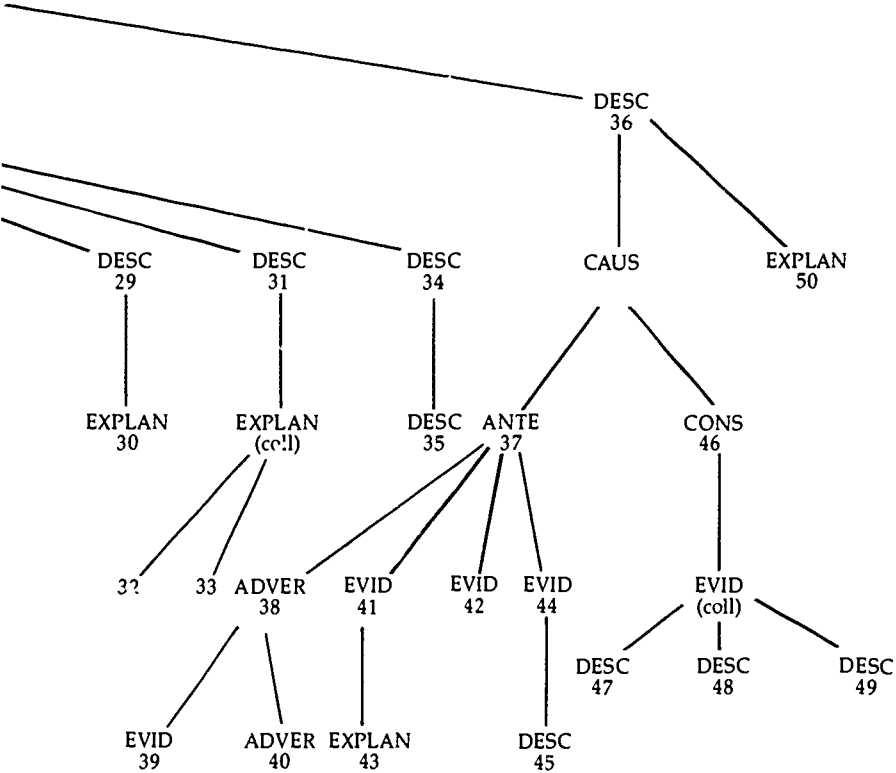 DESC
36
DESC DESC DESC CAUS EXPLAN
29 31 34 50
EXPLAN EXPLAN DESC ANTE CONS
30 (coll) 35 37 46
32 33 ADVER EVID EVID EVID EVID
38 41 42 44 (coll)
DESC DESC DESC
47 48 49
EVID ADVER EXPLAN DESC
39 40 43 45